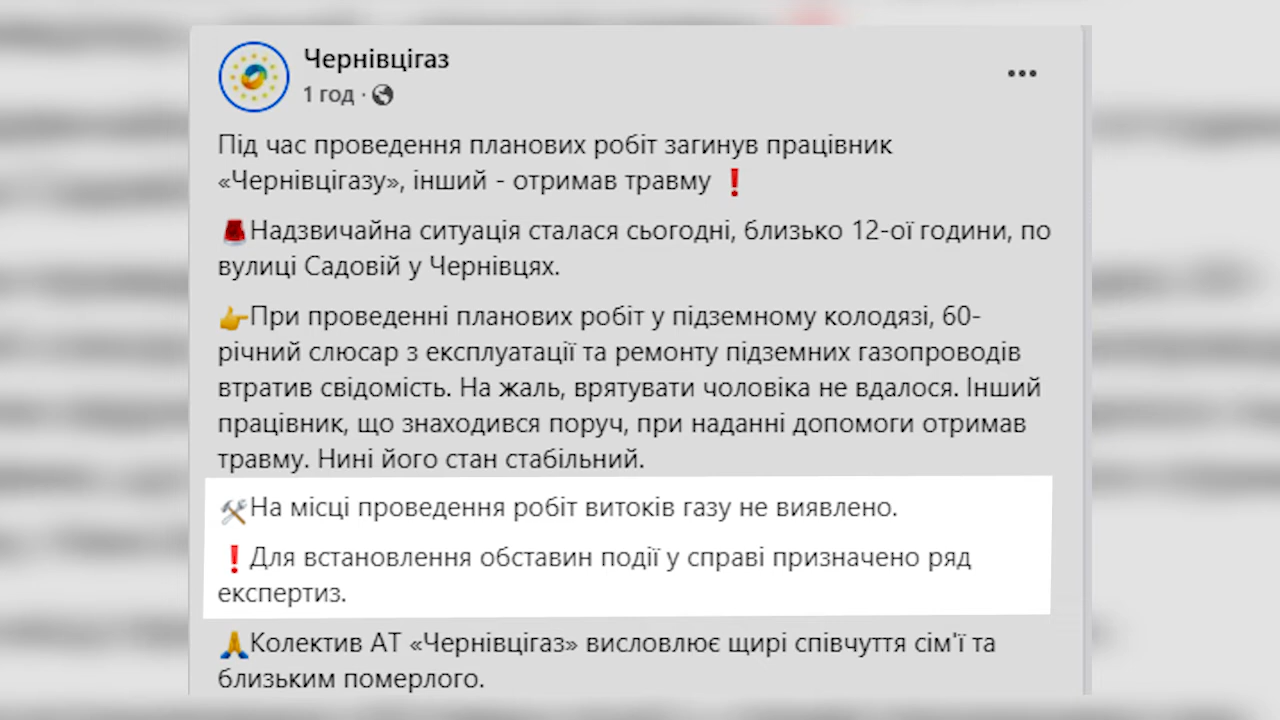 Чернівцігаз
1 год ·
Під час проведення планових робіт загинув працівник
«Чернівцігазу», інший - отримав травму ❗
Надзвичайна ситуація сталася сьогодні, близько 12-ої години, по
вулиці Садовій у Чернівцях.
👉При проведенні планових робіт у підземному колодязі, 60-
річний слюсар з експлуатації та ремонту підземних газопроводів
втратив свідомість. На жаль, врятувати чоловіка не вдалося. Інший
працівник, що знаходився поруч, при наданні допомоги отримав
травму. Нині його стан стабільний.
🛠На місці проведення робіт витоків газу не виявлено.
❗Для встановлення обставин події у справі призначено ряд
експертиз.
🙏Колектив АТ «Чернівцігаз» висловлює щирі співчуття сім'ї та
близьким померлого.